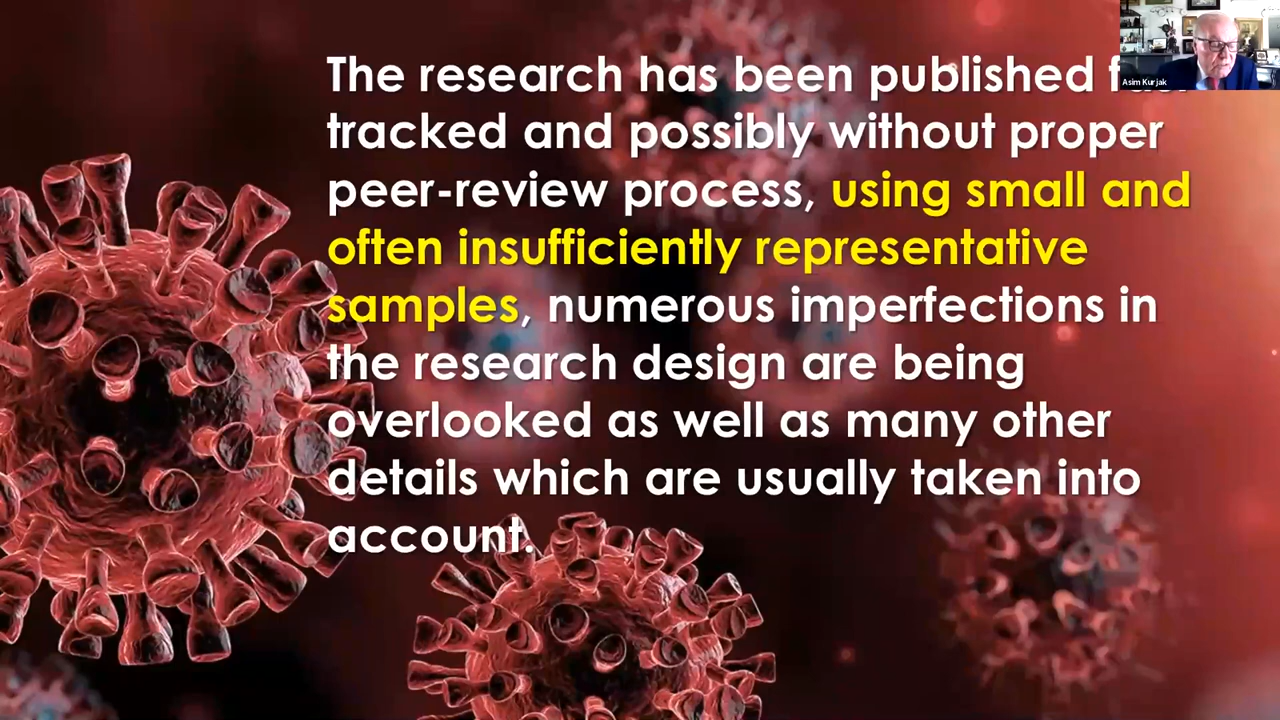 The research has been published
tracked and possibly without proper
peer-review process, using small and
often insufficiently representative
samples, numerous imperfections in
the research design are being
overlooked as well as many other
details which are usually taken into
account.
Asim Kurjak